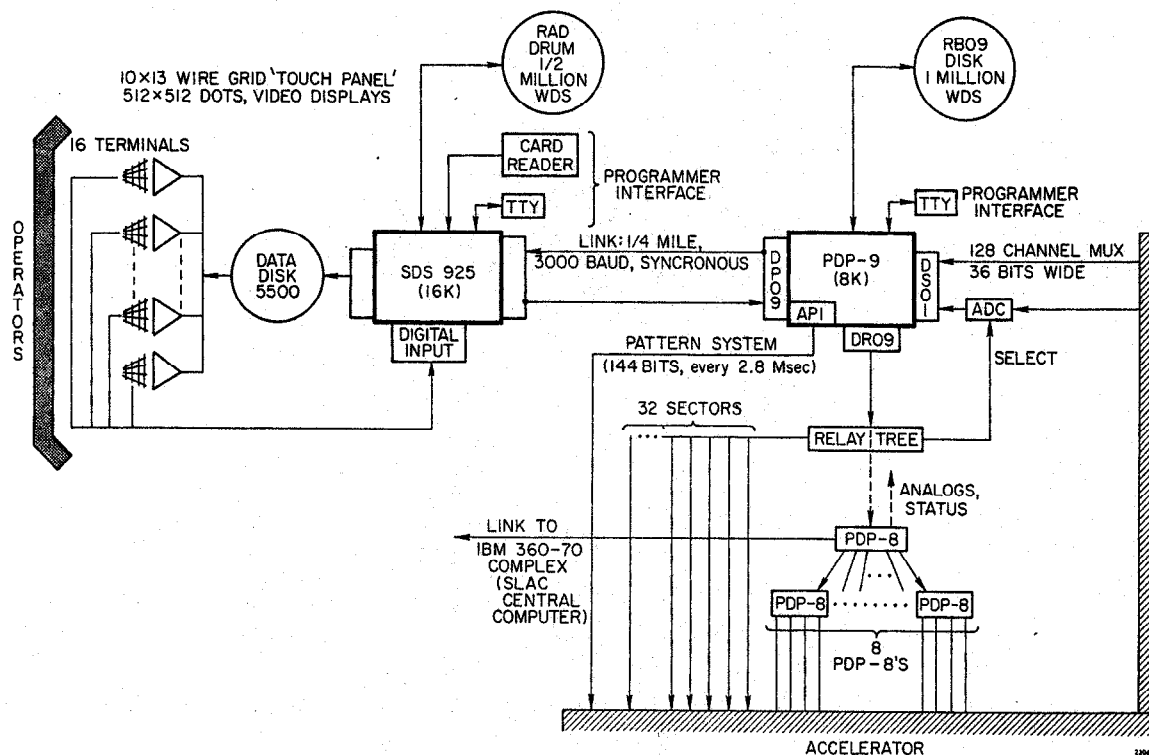 10×13 WIRE GRID 'TOUCH PANEL'
512×512 DOTS, VIDEO DISPLAYS
RAD
DRUM
1/2
MILLION
WDS
RB09
DISK
1 MILLION
WDS
16 TERMINALS
OPERATORS
CARD
READER
TTY
PROGRAMMER
INTERFACE
TTY
PROGRAMMER
INTERFACE
DATA
DISK
5500
SDS 925
(16K)
DIGITAL
INPUT
LINK: 1/4 MILE,
3000 BAUD, SYNCRONOUS
DP09
PDP-9
(8K)
API
DS01
DR09
128 CHANNEL MUX
36 BITS WIDE
ADC
SELECT
PATTERN SYSTEM
(144 BITS, every 2.8 Msec)
32 SECTORS
RELAY TREE
ANALOGS,
STATUS
LINK TO
IBM 360-70
COMPLEX
(SLAC
CENTRAL
COMPUTER)
PDP-8
PDP-8
PDP-8
8
PDP-8'S
ACCELERATOR